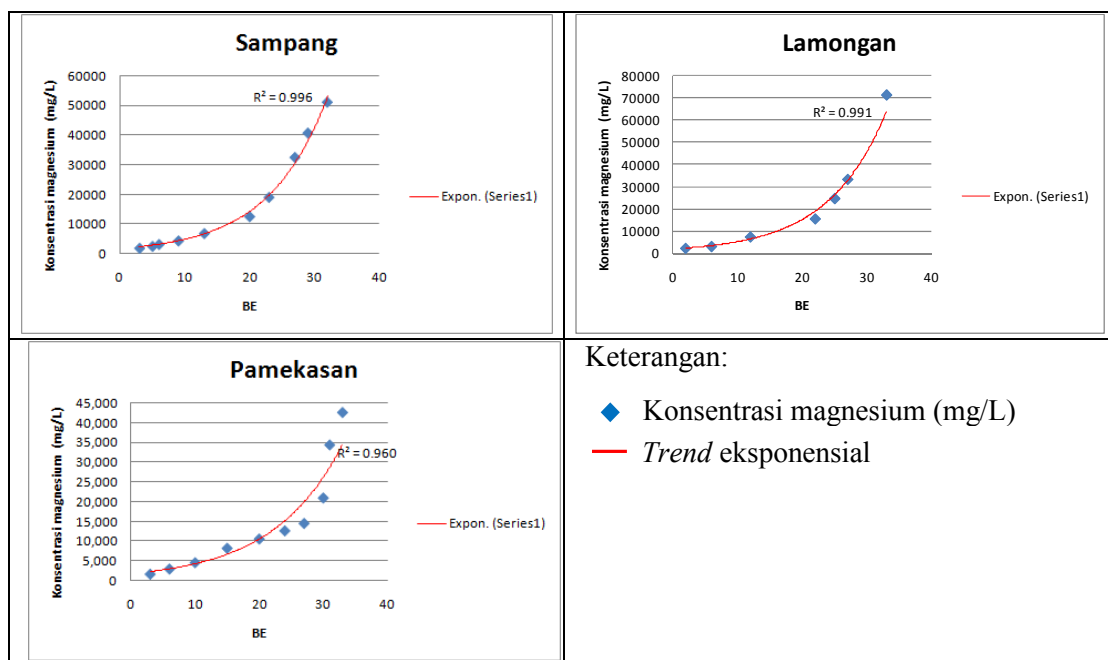 Sampang
Konsentrasi magnesium (mg/L)
60000
50000
40000
30000
20000
10000
0
R² = 0.996
0 10 20 30 40
BE
Expon. (Series1)
Lamongan
Konsentrasi magnesium (mg/L)
80000
70000
60000
50000
40000
30000
20000
10000
0
R² = 0.991
0 10 20 30 40
BE
Expon. (Series1)
Pamekasan
Konsentrasi magnesium (mg/L)
45,000
40,000
35,000
30,000
25,000
20,000
15,000
10,000
5,000
0
R² = 0.960
0 10 20 30 40
BE
Expon. (Series1)
Keterangan:
Konsentrasi magnesium (mg/L)
Trend eksponensial